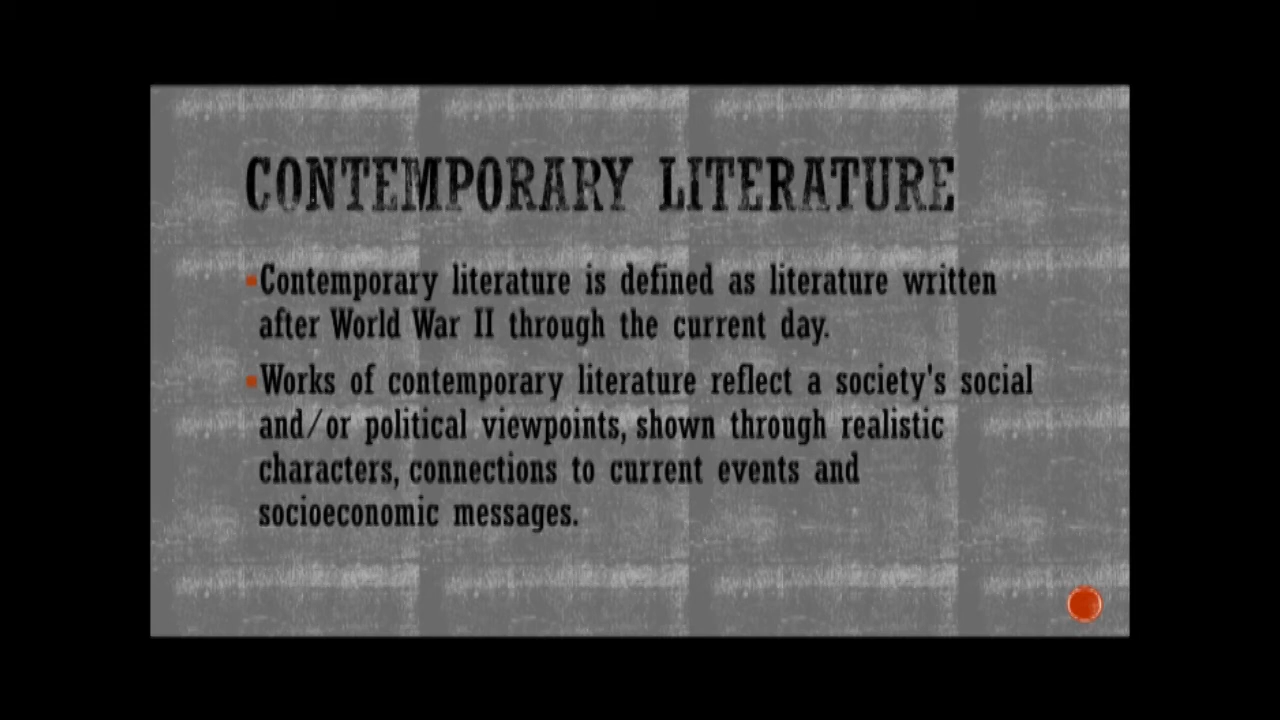 CONTEMPORARY LITERATURE
▪Contemporary literature is defined as literature written
after World War II through the current day.
▪Works of contemporary literature reflect a society's social
and/or political viewpoints, shown through realistic
characters, connections to current events and
socioeconomic messages.